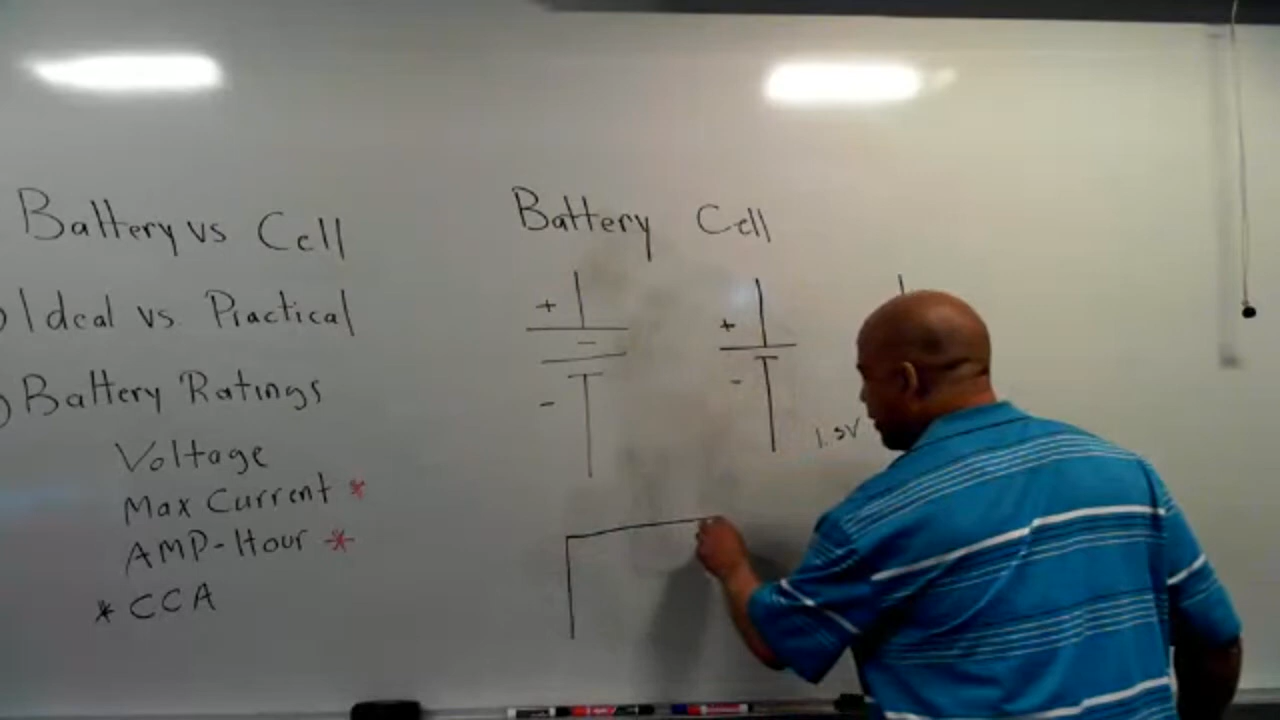 Battery vs Cell
) Ideal vs Practical
) Battery Ratings
Voltage
Max Current *
AMP-Hour *
* CCA
Battery Cell
+
-
-
+
-
1.5V